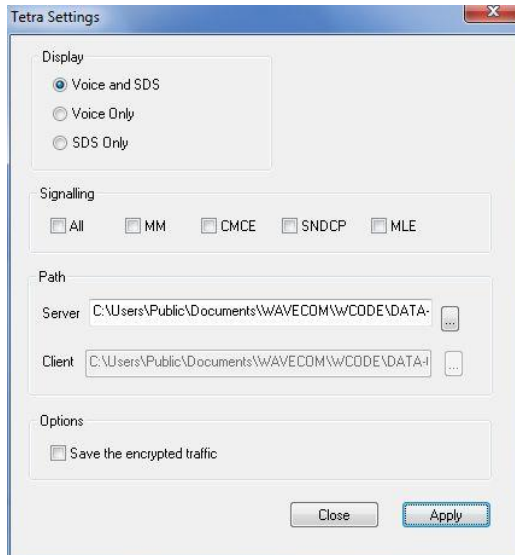 Tetra Settings
Display
Voice and SDS
Voice Only
SDS Only
Signalling
All MM CMCE SNDCP MLE
Path
Server C:\Users\Public\Documents\WAVECOM\WCODE\DATA- ...
Client C:\Users\Public\Documents\WAVECOM\WCODE\DATA- ...
Options
Save the encrypted traffic
Close Apply